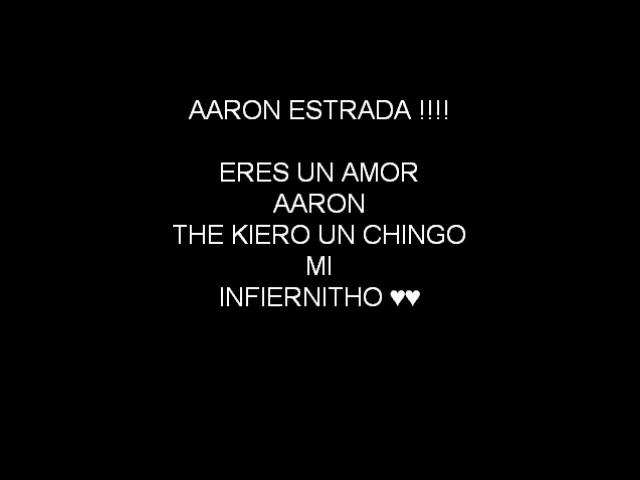 AARON ESTRADA !!!!
ERES UN AMOR
AARON
THE KIERO UN CHINGO
MI
INFIERNITHO ♥♥